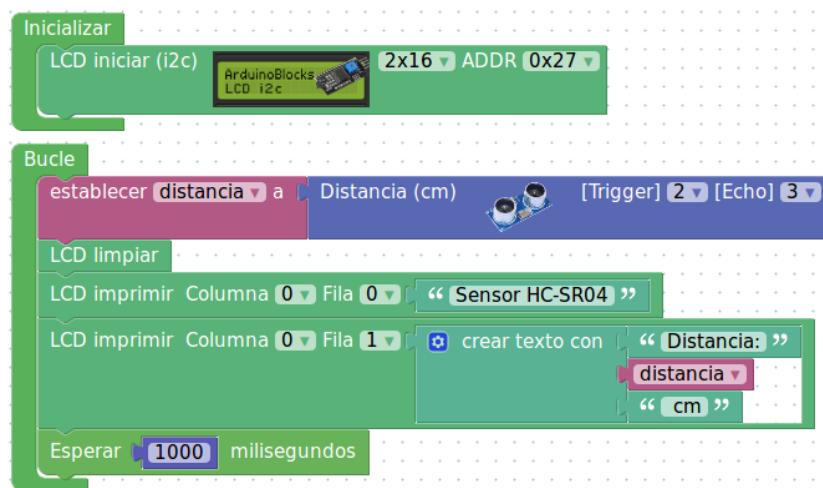 Inicializar
LCD iniciar (i2c) ArduinoBlocks LCD i2c 2x16 ADDR 0x27
Bucle
establecer distancia a Distancia (cm) [Trigger] 2 [Echo] 3
LCD limpiar
LCD imprimir Columna 0 Fila 0 “ Sensor HC-SR04 ”
LCD imprimir Columna 0 Fila 1 crear texto con “ Distancia: ”
distancia
“ cm ”
Esperar 1000 milisegundos